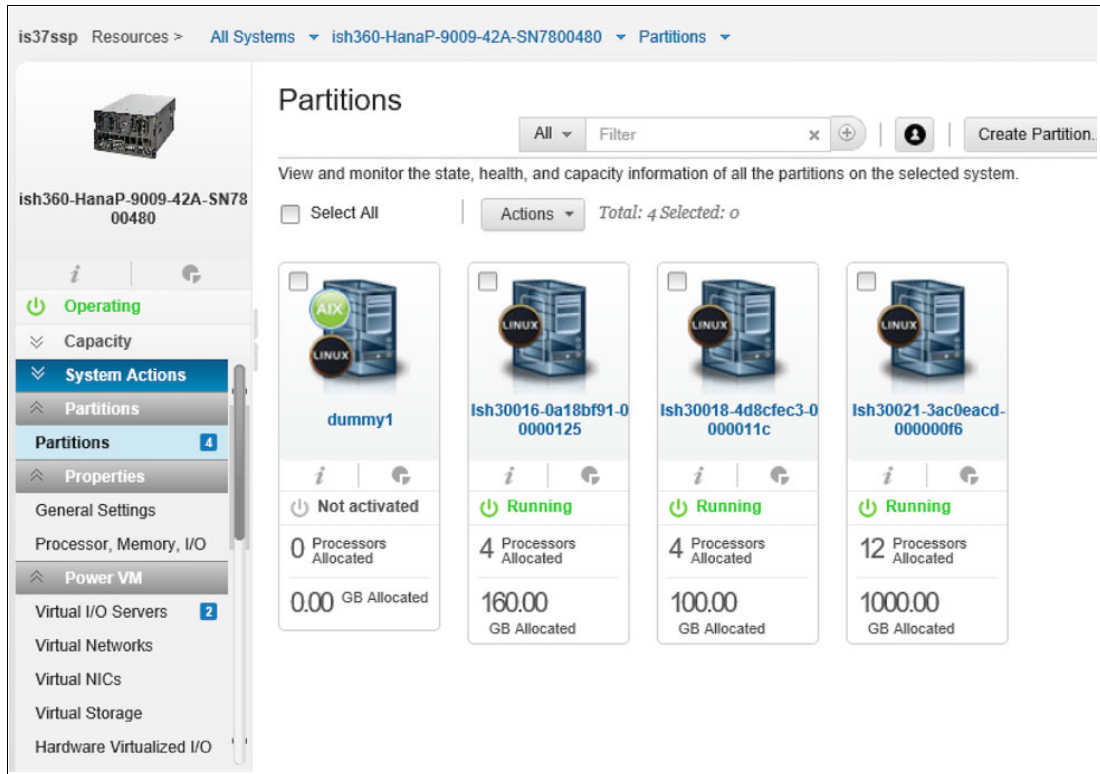 is37ssp Resources > All Systems ish360-HanaP-9009-42A-SN7800480 Partitions
ish360-HanaP-9009-42A-SN78
00480
Operating
Capacity
System Actions
Partitions
Partitions 4
Properties
General Settings
Processor, Memory, I/O
Power VM
Virtual I/O Servers 2
Virtual Networks
Virtual NICs
Virtual Storage
Hardware Virtualized I/O
Partitions
All Filter Create Partition..
View and monitor the state, health, and capacity information of all the partitions on the selected system.
Select All Actions Total: 4 Selected: 0
AIX
LINUX
dummy1
Not activated
0 Processors
Allocated
0.00 GB Allocated
LINUX
Ish30016-0a18bf91-0
0000125
Running
4 Processors
Allocated
160.00
GB Allocated
LINUX
Ish30018-4d8cfec3-0
000011c
Running
4 Processors
Allocated
100.00
GB Allocated
LINUX
Ish30021-3ac0eacd-
000000f6
Running
12 Processors
Allocated
1000.00
GB Allocated